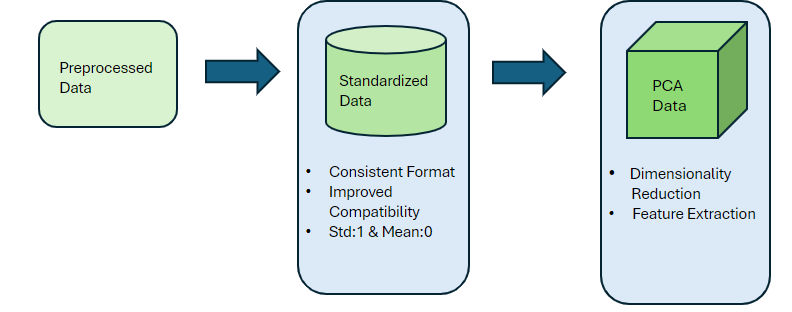 Preprocessed
Data
Standardized
Data
• Consistent Format
• Improved
Compatibility
• Std:1 & Mean:0
PCA
Data
• Dimensionality
Reduction
• Feature Extraction